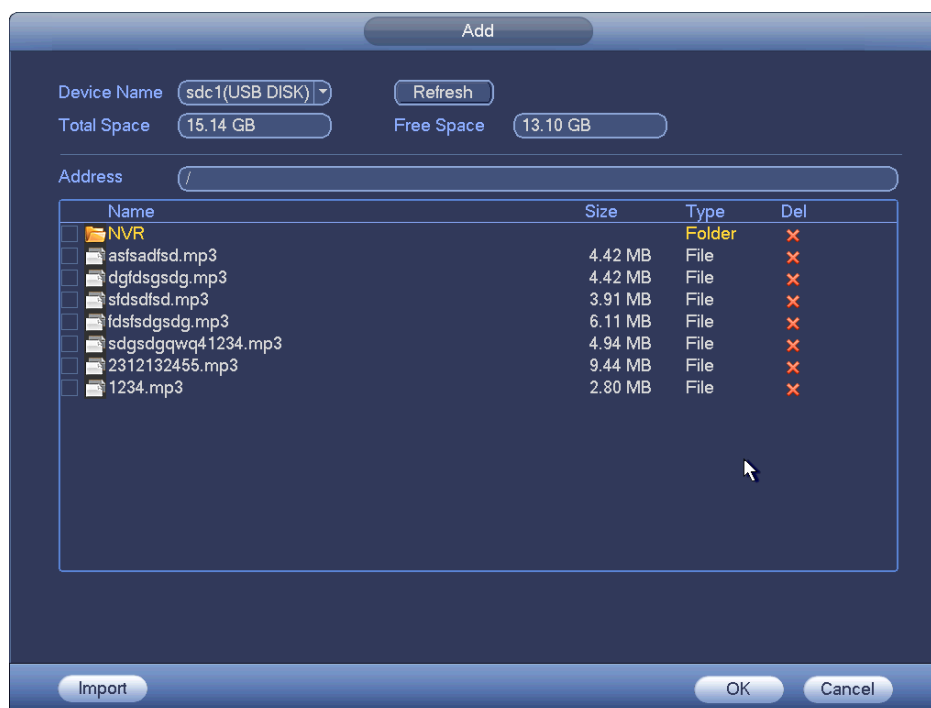 Add
Device Name sdc1(USB DISK) Refresh
Total Space 15.14 GB Free Space 13.10 GB
Address /
Name Size Type Del
NVR Folder
asfsadfsd.mp3 4.42 MB File
dgfdsgsdg.mp3 4.42 MB File
sfdsdfsd.mp3 3.91 MB File
fdsfsdgsdg.mp3 6.11 MB File
sdgsdgqwq41234.mp3 4.94 MB File
2312132455.mp3 9.44 MB File
1234.mp3 2.80 MB File
Import OK Cancel